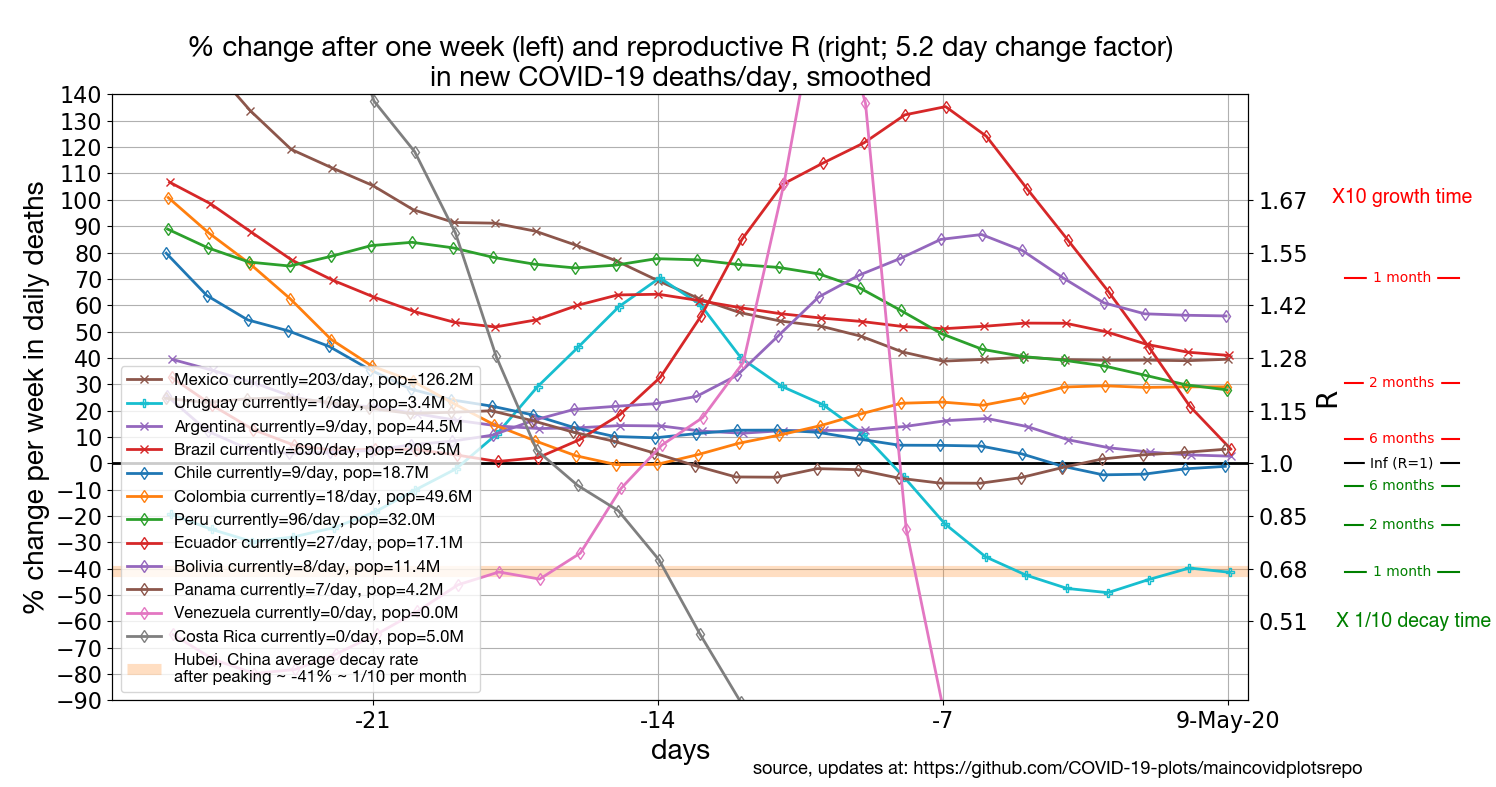 % change after one week (left) and reproductive R (right; 5.2 day change factor)
in new COVID-19 deaths/day, smoothed
% change per week in daily deaths
140
130
120
110
100
90
80
70
60
50
40
30
20
10
0
−10
−20
−30
−40
−50
−60
−70
−80
−90
Mexico currently=203/day, pop=126.2M
Uruguay currently=1/day, pop=3.4M
Argentina currently=9/day, pop=44.5M
Brazil currently=690/day, pop=209.5M
Chile currently=9/day, pop=18.7M
Colombia currently=18/day, pop=49.6M
Peru currently=96/day, pop=32.0M
Ecuador currently=27/day, pop=17.1M
Bolivia currently=8/day, pop=11.4M
Panama currently=7/day, pop=4.2M
Venezuela currently=0/day, pop=0.0M
Costa Rica currently=0/day, pop=5.0M
Hubei, China average decay rate
after peaking ~ -41% ~ 1/10 per month
-21
-14
-7
9-May-20
days
1.67
1.55
1.42
1.28
1.15
1.0
0.85
0.68
0.51
R
X10 growth time
1 month
2 months
6 months
Inf (R=1)
6 months
2 months
1 month
X 1/10 decay time
source, updates at: https://github.com/COVID-19-plots/maincovidplotsrepo